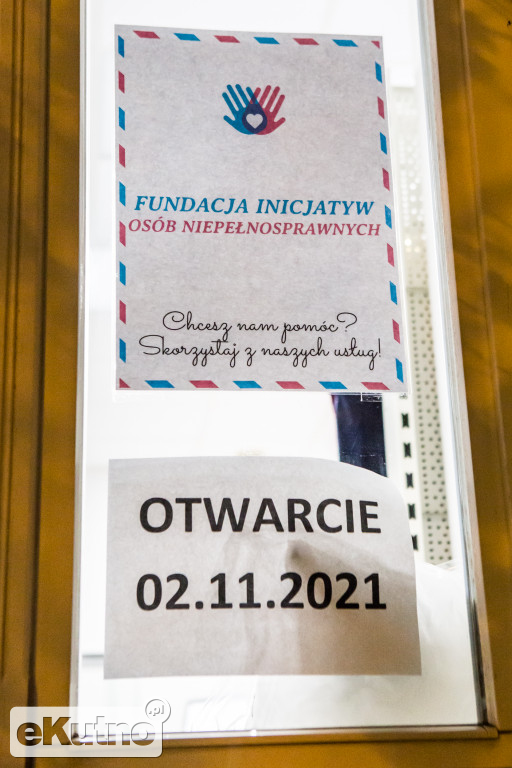 FUNDACJA INICJATYW
OSÓB NIEPEŁNOSPRAWNYCH
Chcesz nam pomóc?
Skorzystaj z naszych usług!
OTWARCIE
02.11.2021
eKutno.pl